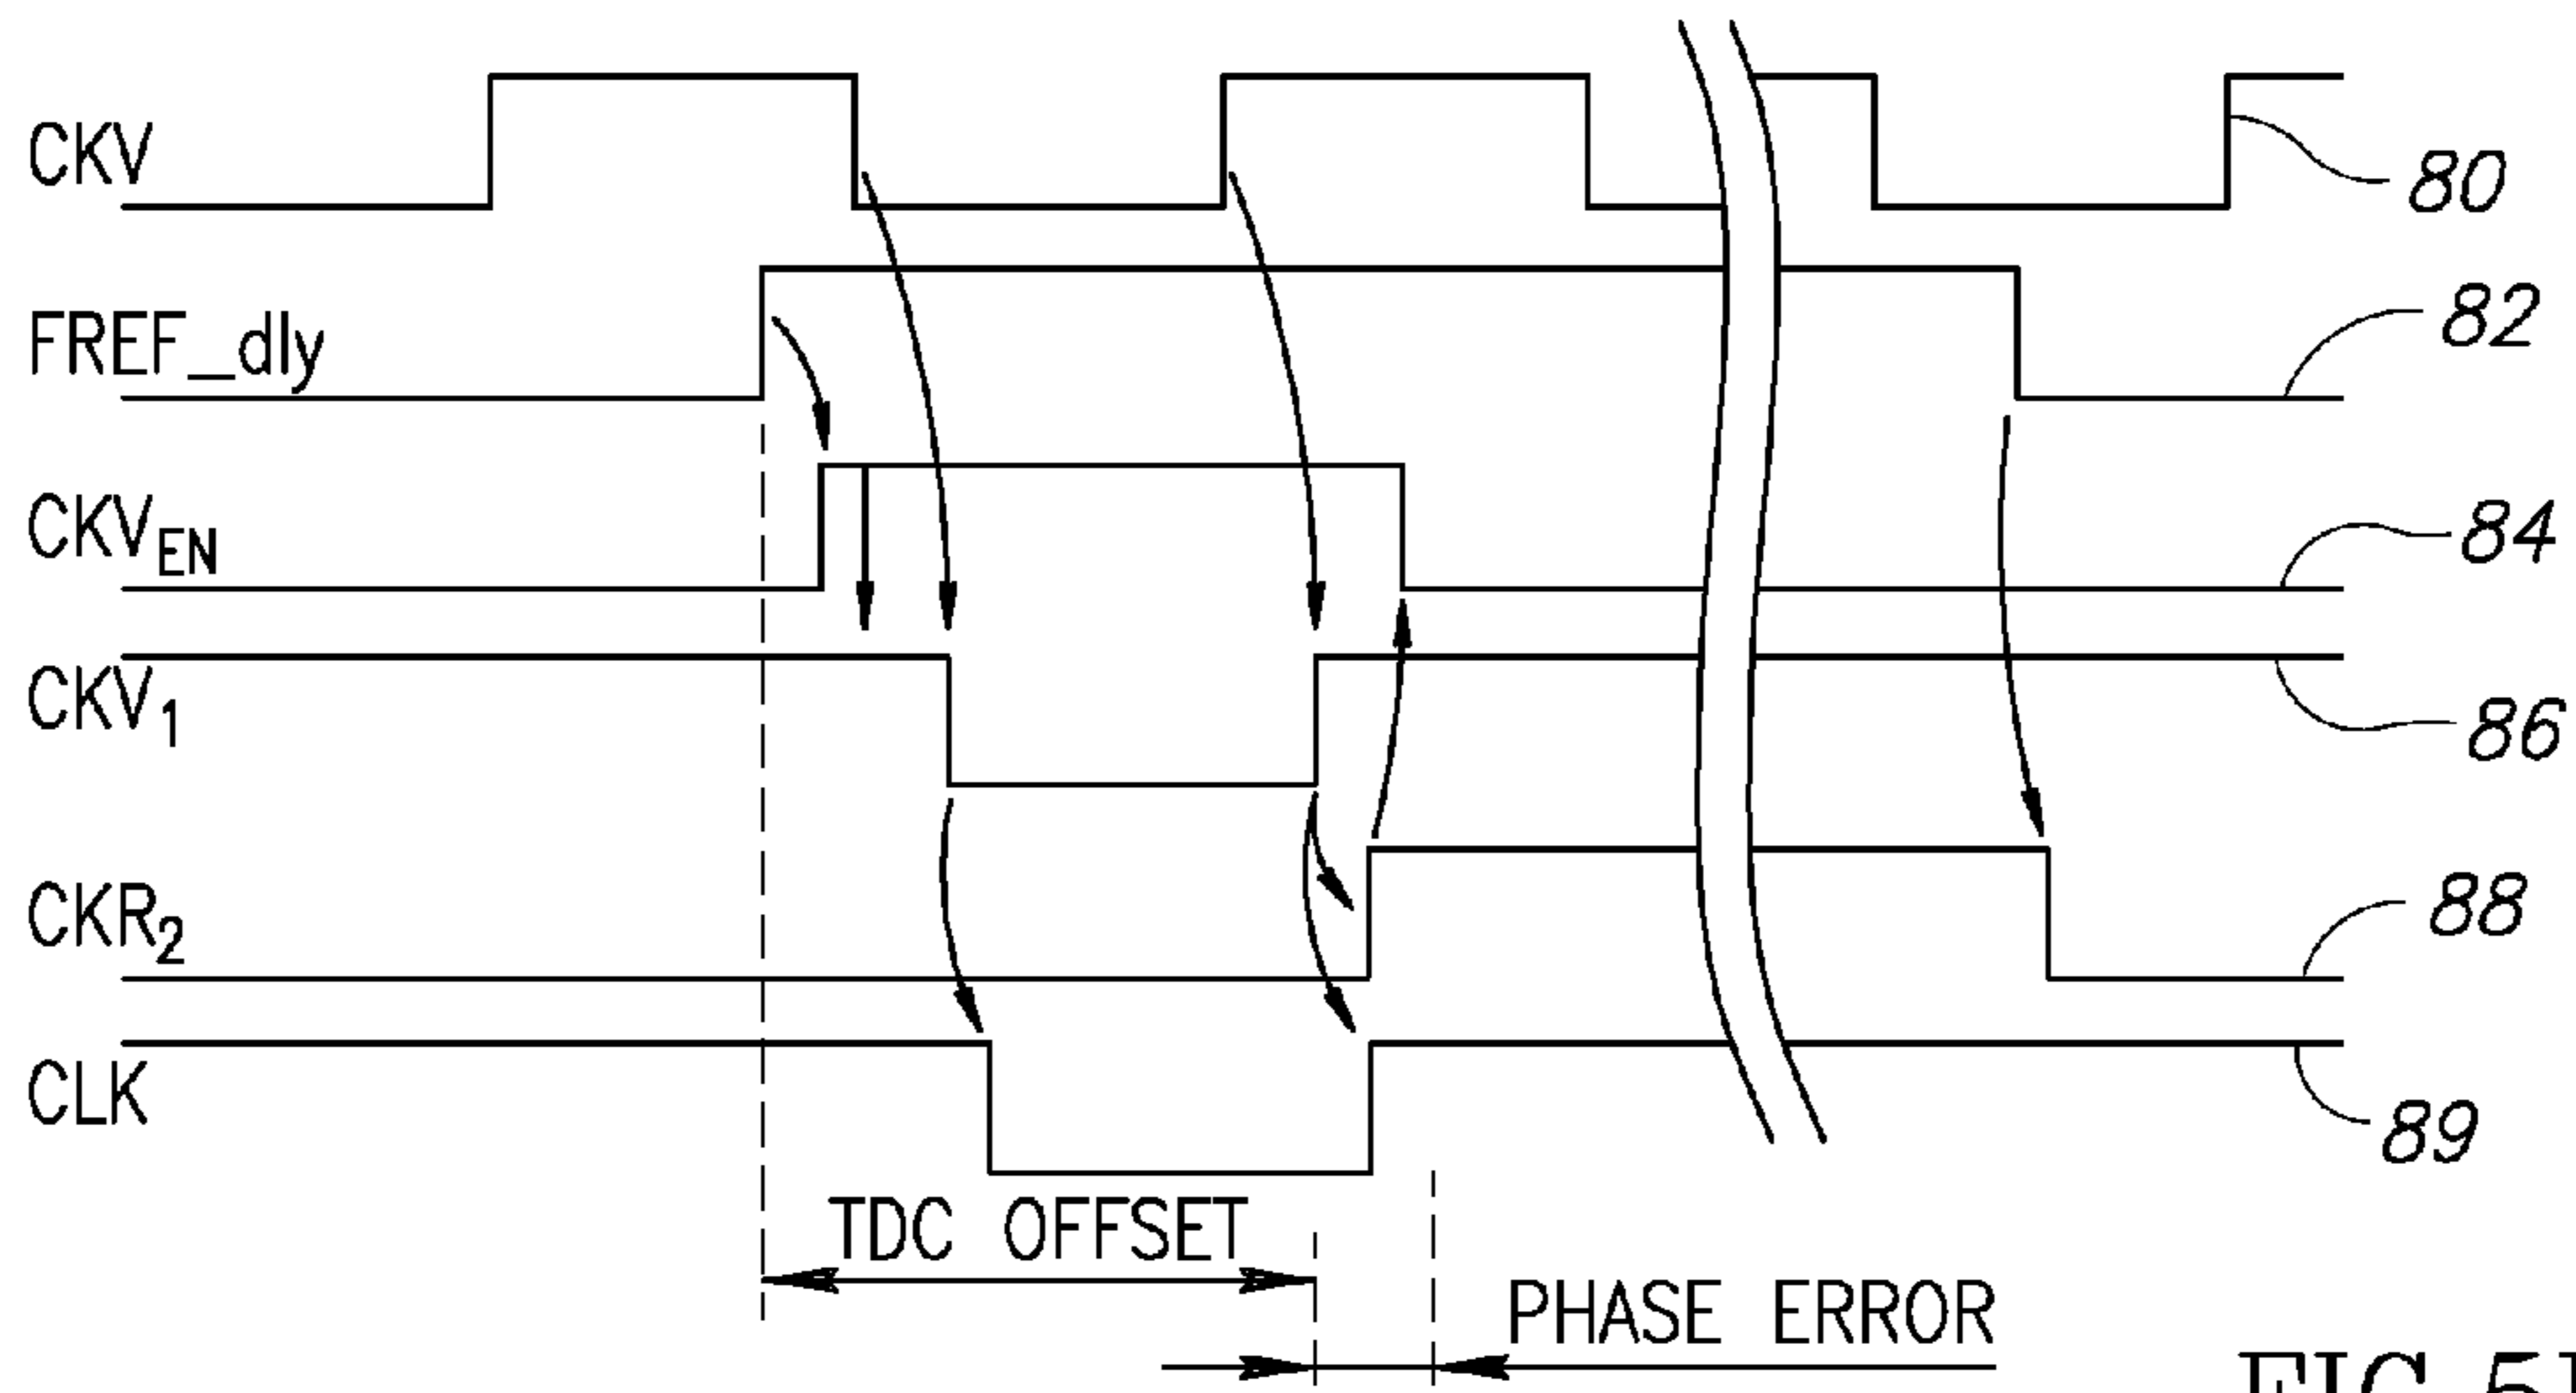 CKV
80
FREF_dly
82
CKV_EN
84
CKV_1
86
CKR_2
88
CLK
89
TDC OFFSET
PHASE ERROR